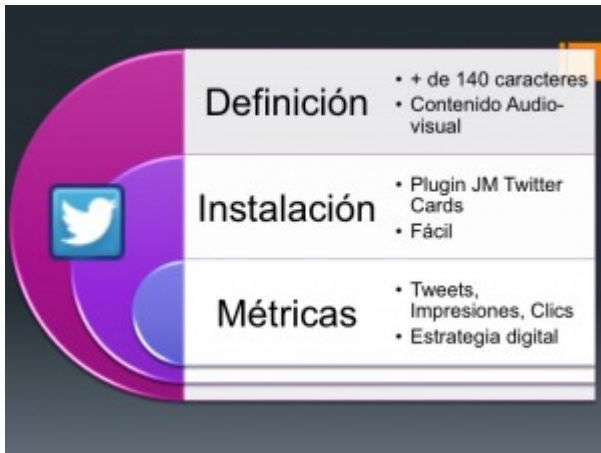 Definición
• + de 140 caracteres
• Contenido Audio-
visual
Instalación
• Plugin JM Twitter
Cards
• Fácil
Métricas
• Tweets,
Impresiones, Clics
• Estrategia digital